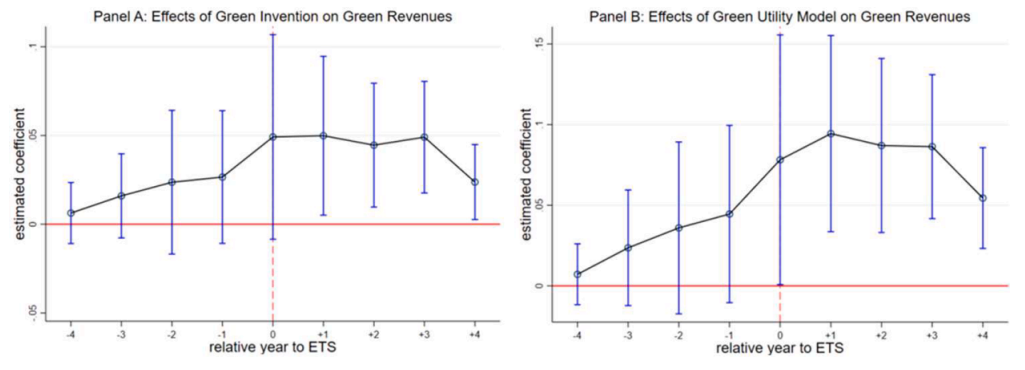 Panel A: Effects of Green Invention on Green Revenues
estimated coefficient
.1
.05
0
-.05
-4 -3 -2 -1 0 +1 +2 +3 +4
relative year to ETS
Panel B: Effects of Green Utility Model on Green Revenues
estimated coefficient
.15
.1
.05
0
-4 -3 -2 -1 0 +1 +2 +3 +4
relative year to ETS